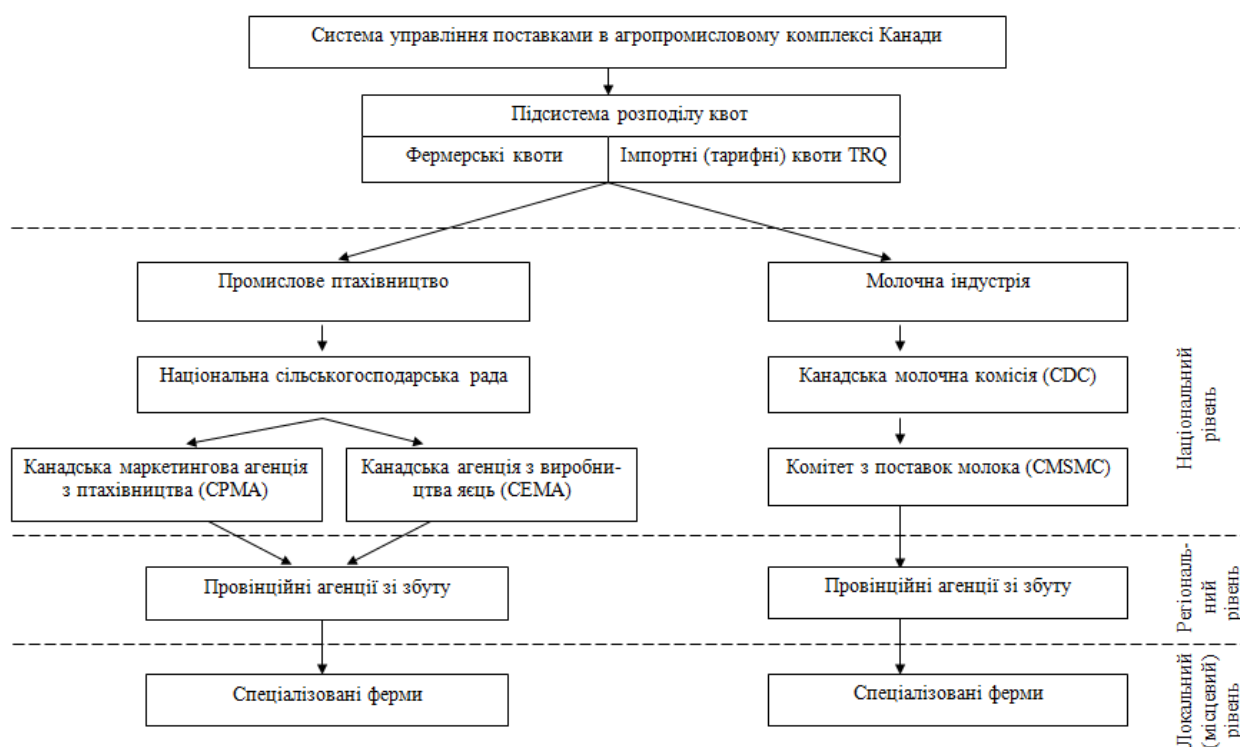 Система управління поставками в агропромисловому комплексі Канади
Підсистема розподілу квот
Фермерські квоти
Імпортні (тарифні) квоти TRQ
Промислове птахівництво
Молочна індустрія
Національна сільськогосподарська рада
Канадська молочна комісія (CDC)
Канадська маркетингова агенція
з птахівництва (CPMA)
Канадська агенція з виробни-
цтва яєць (CEMA)
Комітет з поставок молока (CMSMC)
Національний
рівень
Провінційні агенції зі збуту
Провінційні агенції зі збуту
Регіональ-
ний
рівень
Спеціалізовані ферми
Спеціалізовані ферми
Локальний
(місцевий)
рівень